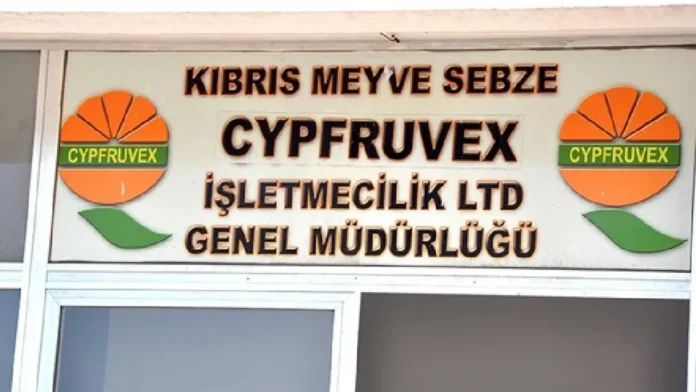 KIBRIS MEYVE SEBZE
CYPFRUVEX
CYPFRUVEX
CYPFRUVEX
İŞLETMECİLİK LTD
GENEL MÜDÜRLÜĞÜ